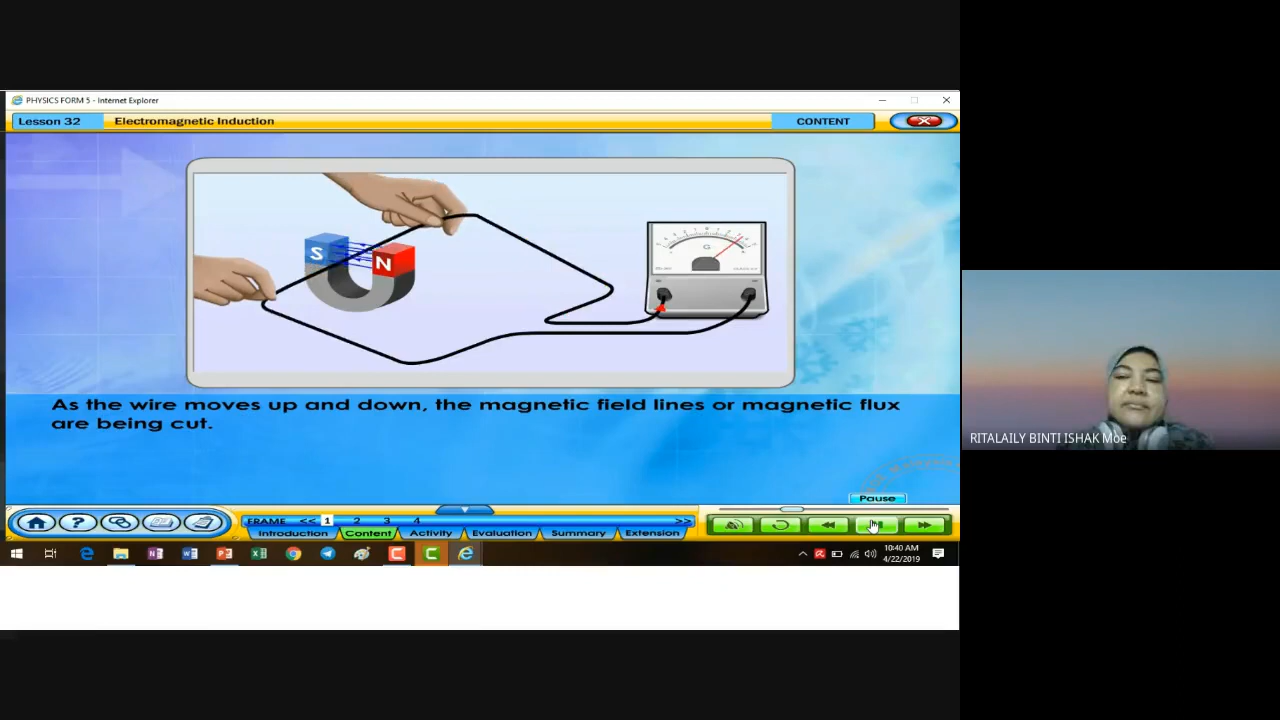 PHYSICS FORM 5 - Internet Explorer
Lesson 32
Electromagnetic Induction
CONTENT
S
N
G
As the wire moves up and down, the magnetic field lines or magnetic flux
are being cut.
RITALAILY BINTI ISHAK Moe
Pause
FRAME << 1 2 3 4 >>
Introduction Content Activity Evaluation Summary Extension
10:40 AM
4/22/2019